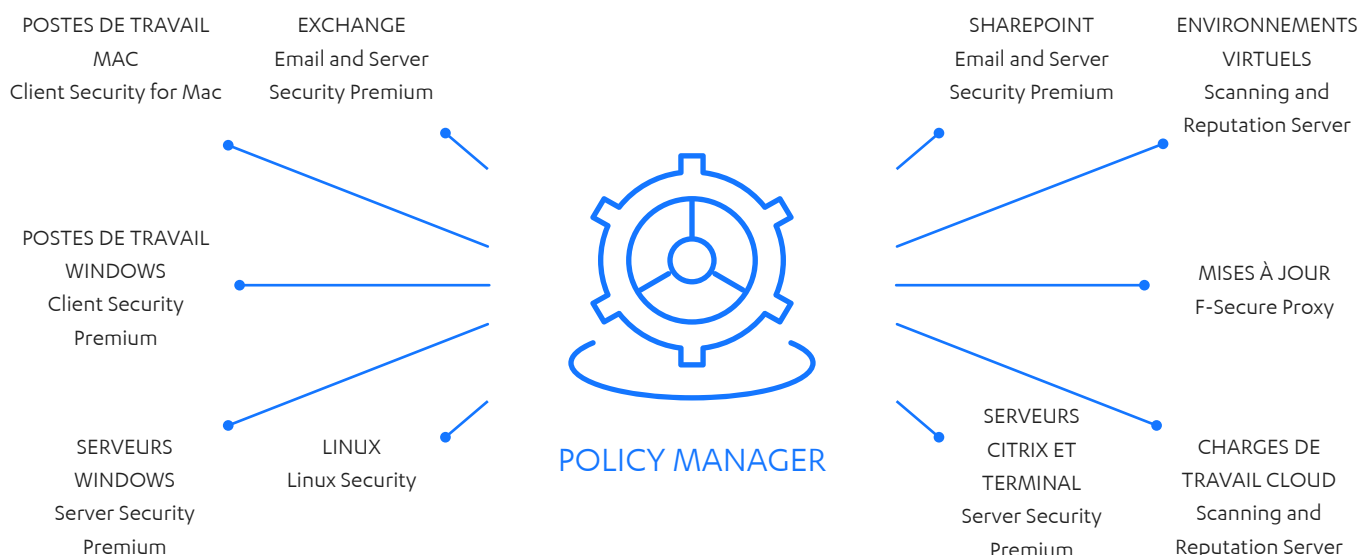 POSTES DE TRAVAIL
MAC
Client Security for Mac
EXCHANGE
Email and Server
Security Premium
SHAREPOINT
Email and Server
Security Premium
ENVIRONNEMENTS
VIRTUELS
Scanning and
Reputation Server
POSTES DE TRAVAIL
WINDOWS
Client Security
Premium
MISES À JOUR
F-Secure Proxy
SERVEURS
WINDOWS
Server Security
Premium
LINUX
Linux Security
POLICY MANAGER
SERVEURS
CITRIX ET
TERMINAL
Server Security
Premium
CHARGES DE
TRAVAIL CLOUD
Scanning and
Reputation Server